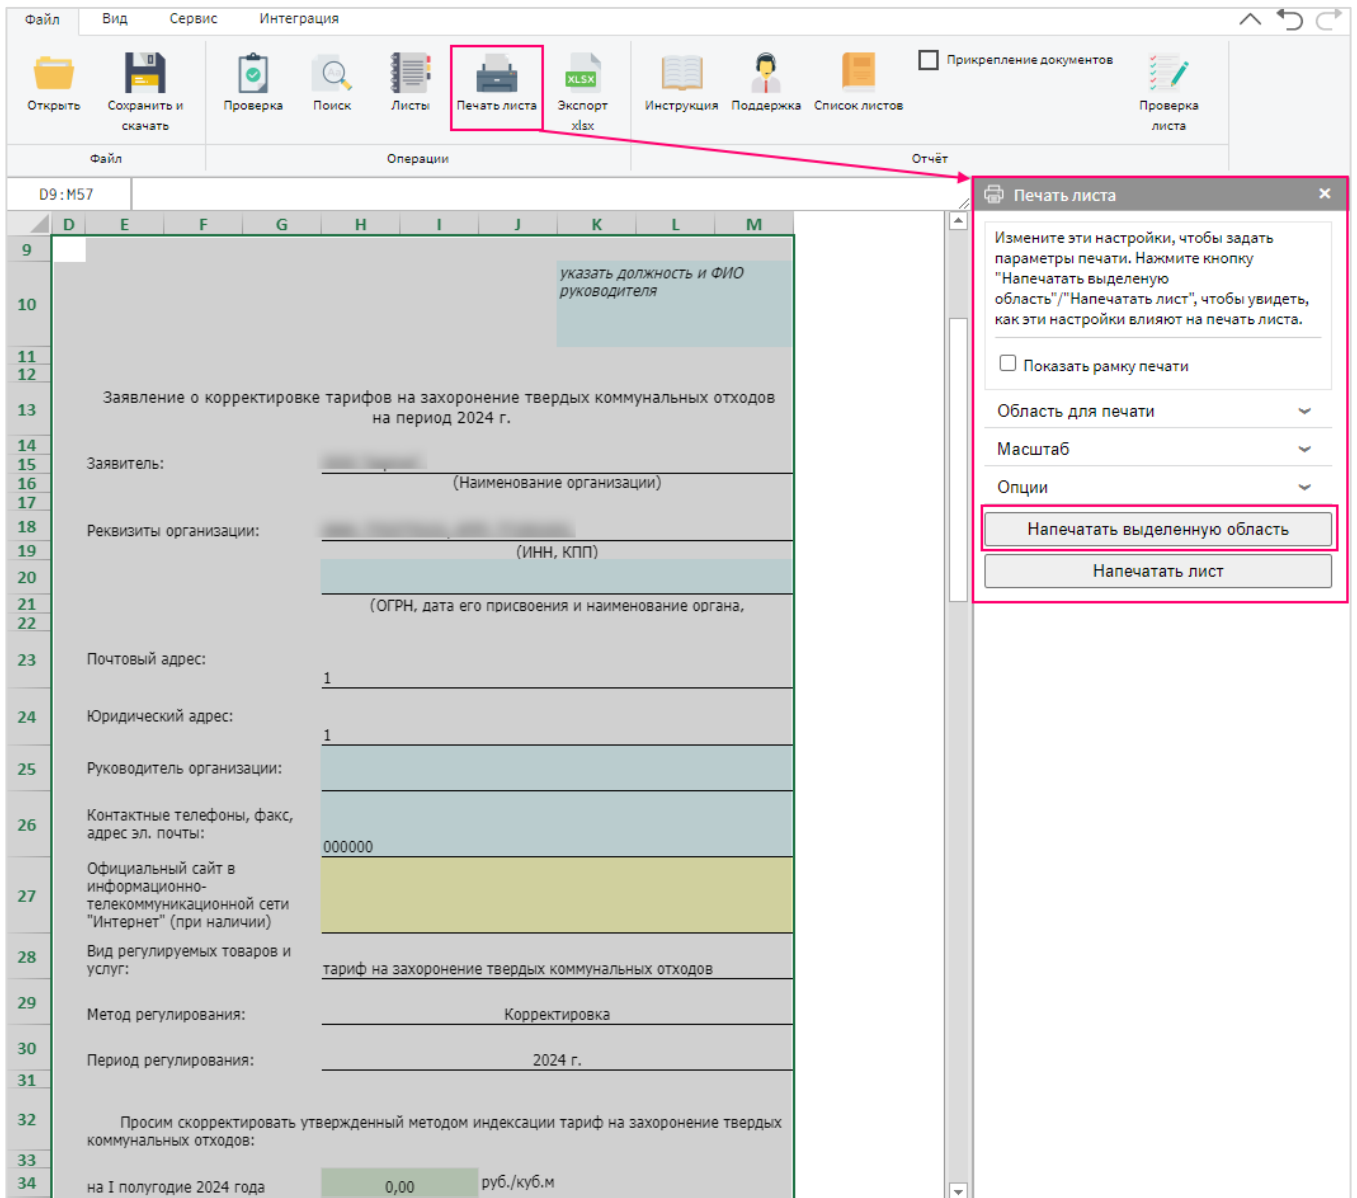 Файл Вид Сервис Интеграция
Открыть
Сохранить и
скачать
Проверка
Поиск
Листы
Печать листа
XLSX
Экспорт
xlsx
Инструкция
Поддержка
Список листов
Прикрепление документов
Проверка
листа
Файл Операции Отчёт
D9:M57
D E F G H I J K L M
9
10
указать должность и ФИО
руководителя
11
12
13
Заявление о корректировке тарифов на захоронение твердых коммунальных отходов
на период 2024 г.
14
15 Заявитель:
16 (Наименование организации)
17
18 Реквизиты организации:
19 (ИНН, КПП)
20
21 (ОГРН, дата его присвоения и наименование органа,
22
23 Почтовый адрес:
1
24 Юридический адрес:
1
25 Руководитель организации:
26
Контактные телефоны, факс,
адрес эл. почты:
000000
27
Официальный сайт в
информационно-
телекоммуникационной сети
"Интернет" (при наличии)
28
Вид регулируемых товаров и
услуг:
тариф на захоронение твердых коммунальных отходов
29
Метод регулирования: Корректировка
30
Период регулирования: 2024 г.
31
32
Просим скорректировать утвержденный методом индексации тариф на захоронение твердых
коммунальных отходов:
33
34 на I полугодие 2024 года 0,00 руб./куб.м
Печать листа ×
Измените эти настройки, чтобы задать
параметры печати. Нажмите кнопку
"Напечатать выделеную
область"/"Напечатать лист", чтобы увидеть,
как эти настройки влияют на печать листа.
Показать рамку печати
Область для печати
Масштаб
Опции
Напечатать выделенную область
Напечатать лист